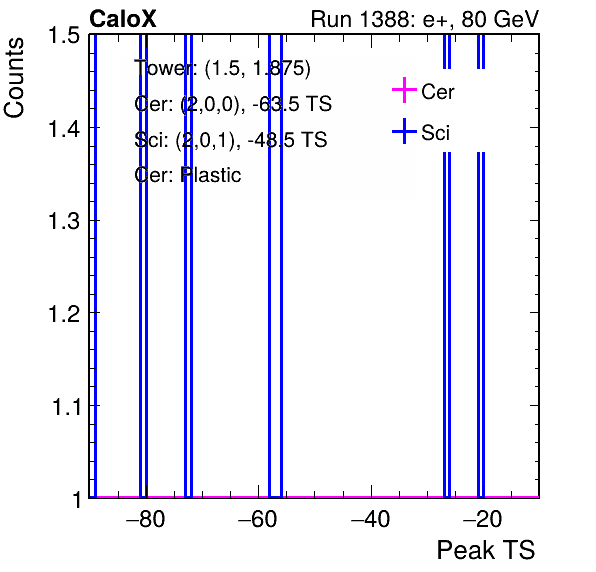 CaloX Run 1388: e+, 80 GeV
Counts
1.5
Tower: (1.5, 1.875)
Cer: (2,0,0), -63.5 TS
Sci: (2,0,1), -48.5 TS
Cer: Plastic
Cer
Sci
1.4
1.3
1.2
1.1
1
−80 −60 −40 −20
Peak TS